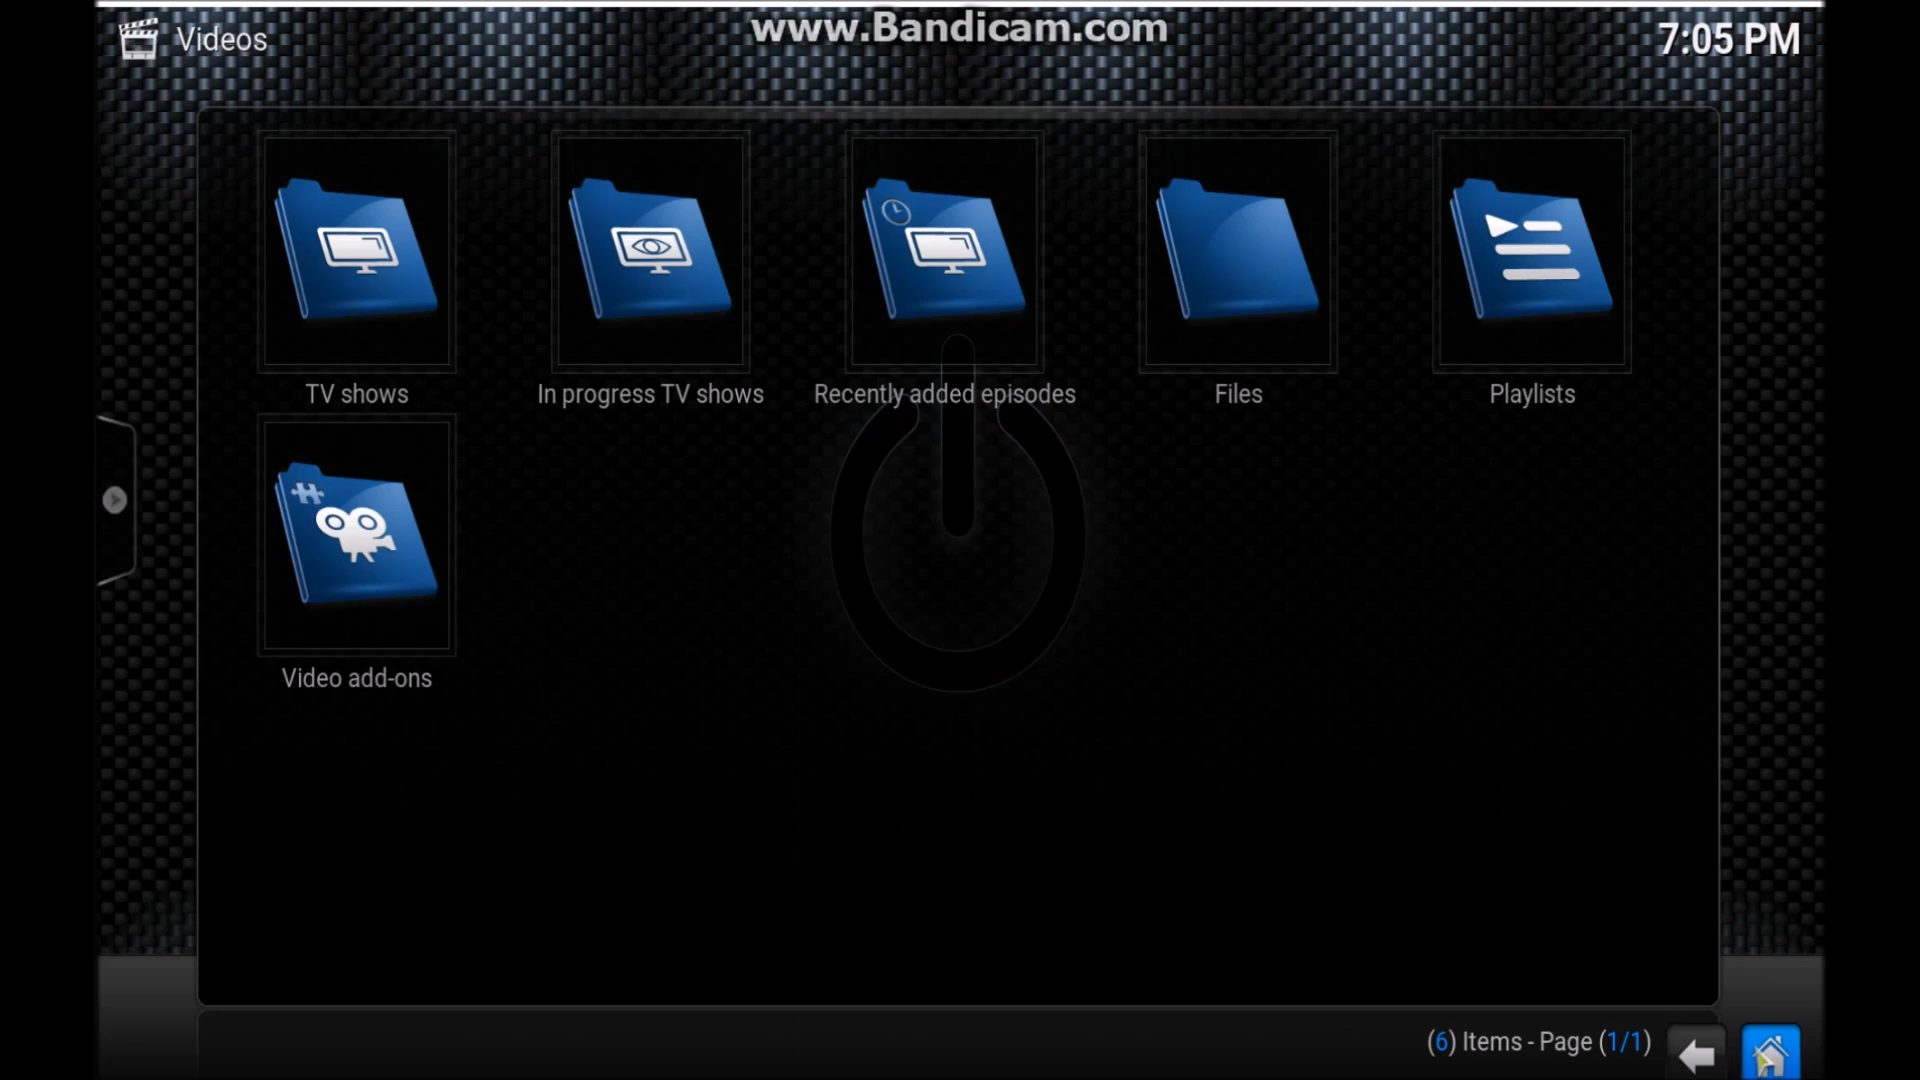 Videos
www.Bandicam.com
7:05 PM
TV shows
In progress TV shows
Recently added episodes
Files
Playlists
Video add-ons
(6) Items - Page (1/1)